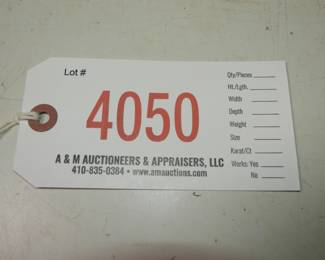 Lot #
4050
A & M AUCTIONEERS & APPRAISERS, LLC
410-835-0384 • www.amauctions.com
Qty/Pieces
Ht./Lgth.
Width
Depth
Weight
Size
Karat/Ct
Works: Yes
No